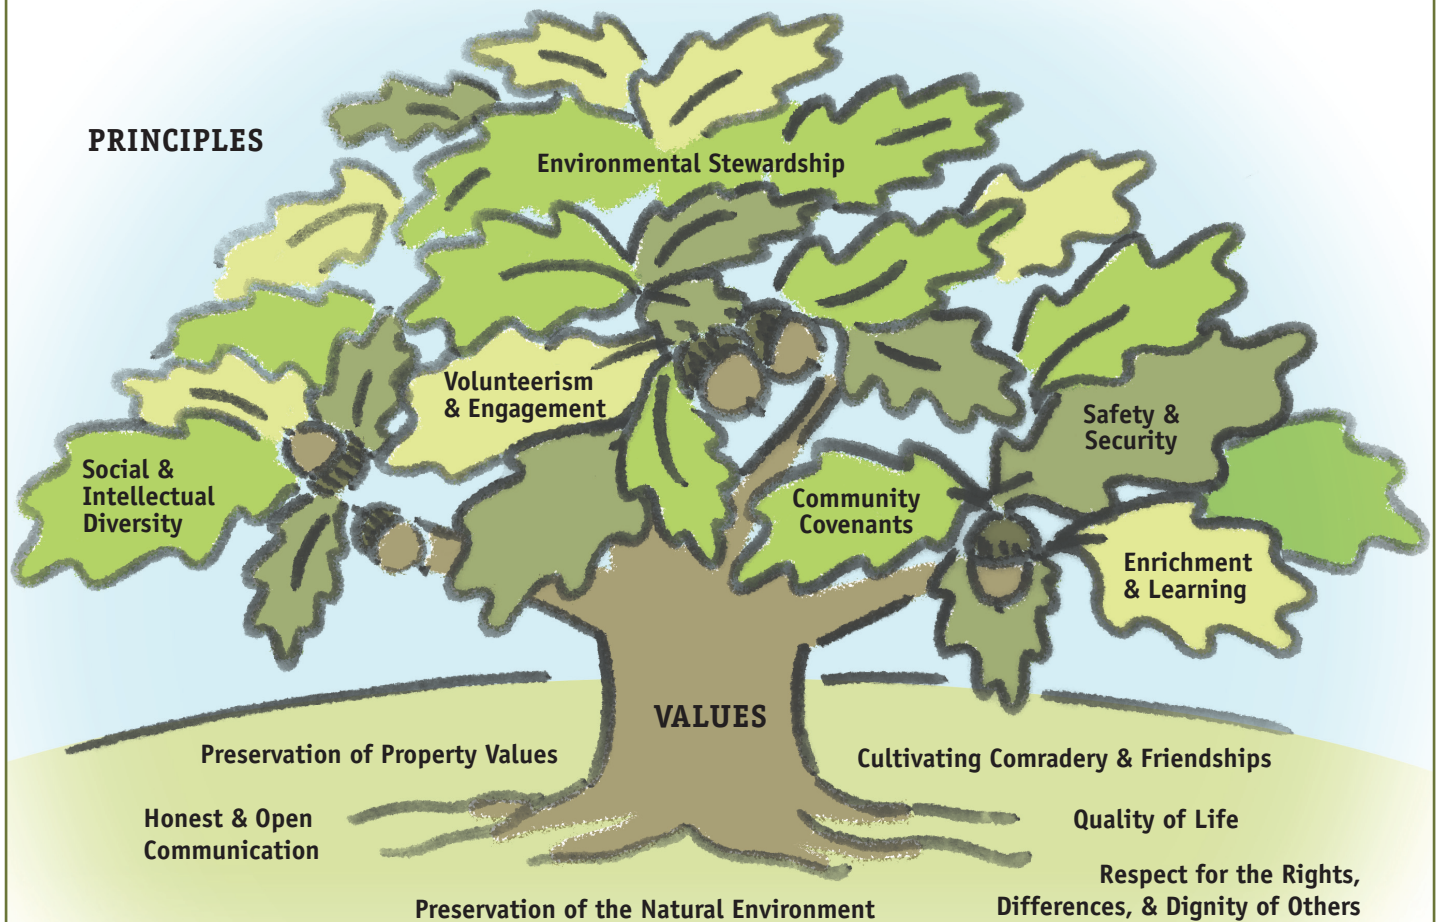 PRINCIPLES
Environmental Stewardship
Volunteerism
& Engagement
Safety &
Security
Social &
Intellectual
Diversity
Community
Covenants
Enrichment
& Learning
VALUES
Preservation of Property Values
Cultivating Comradery & Friendships
Honest & Open
Communication
Quality of Life
Respect for the Rights,
Differences, & Dignity of Others
Preservation of the Natural Environment